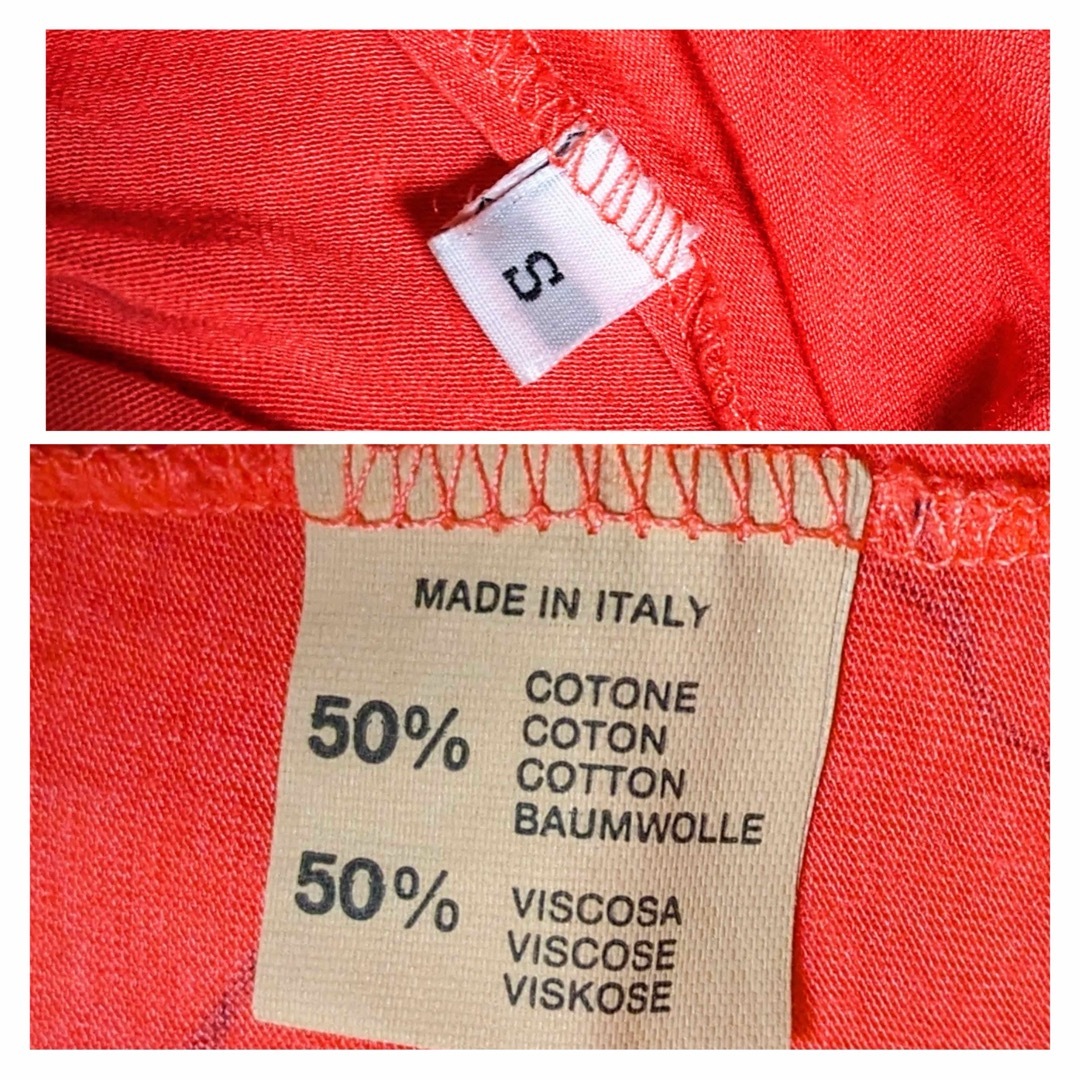 S
MADE IN ITALY
50%
COTONE
COTON
COTTON
BAUMWOLLE
50%
VISCOSA
VISCOSE
VISKOSE